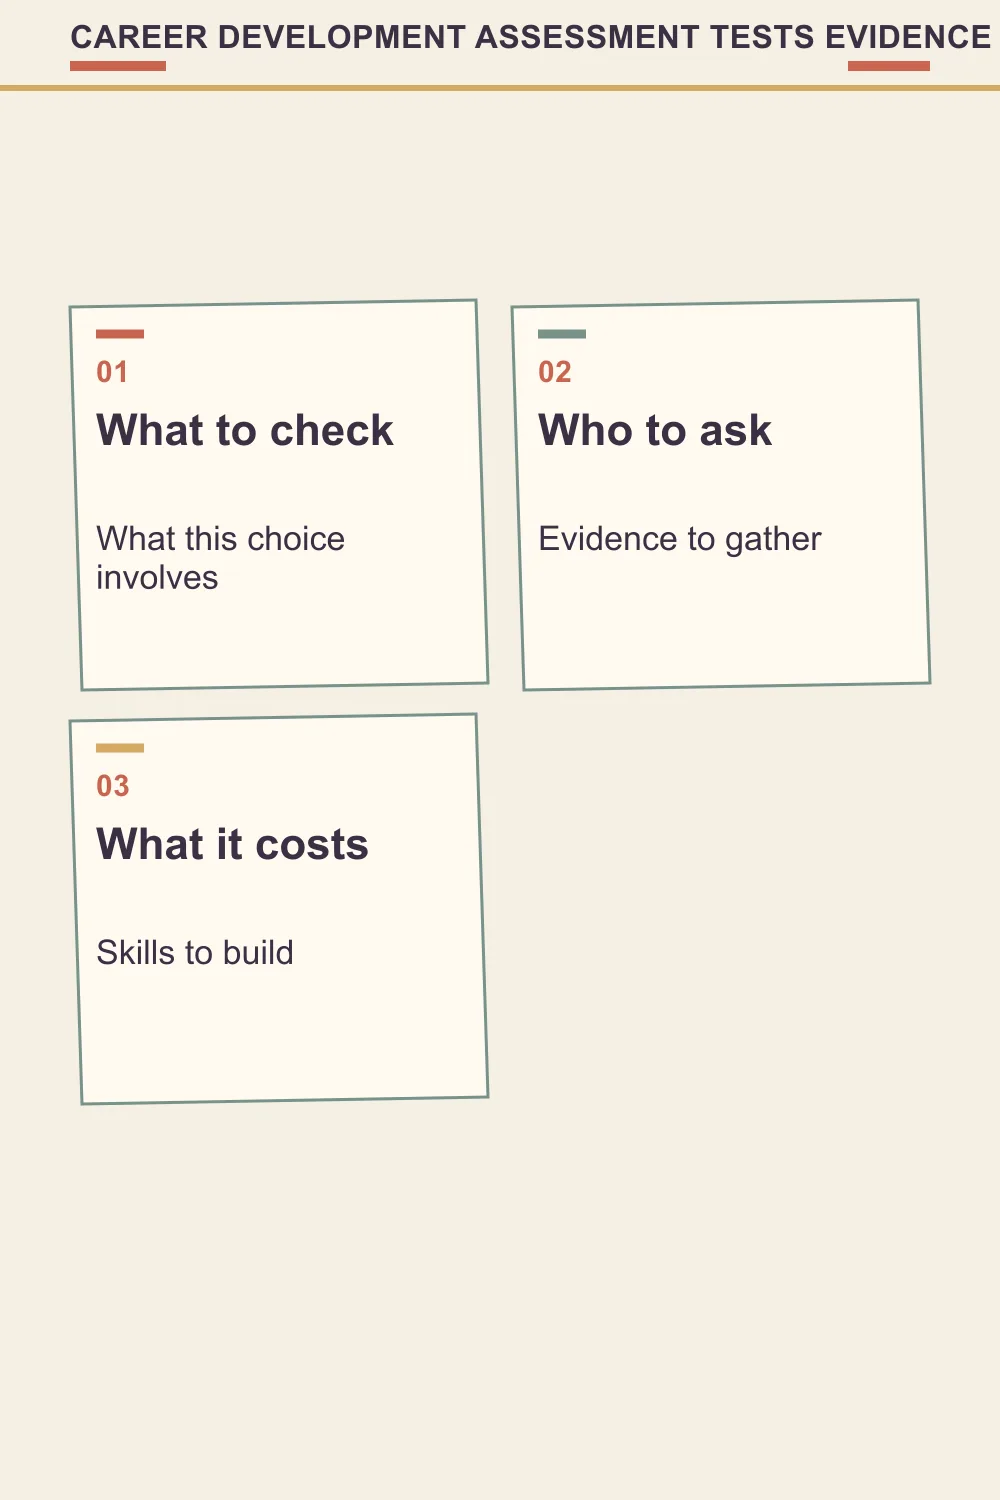 CAREER DEVELOPMENT ASSESSMENT TESTS EVIDENCE
01
What to check
What this choice
involves
02
Who to ask
Evidence to gather
03
What it costs
Skills to build